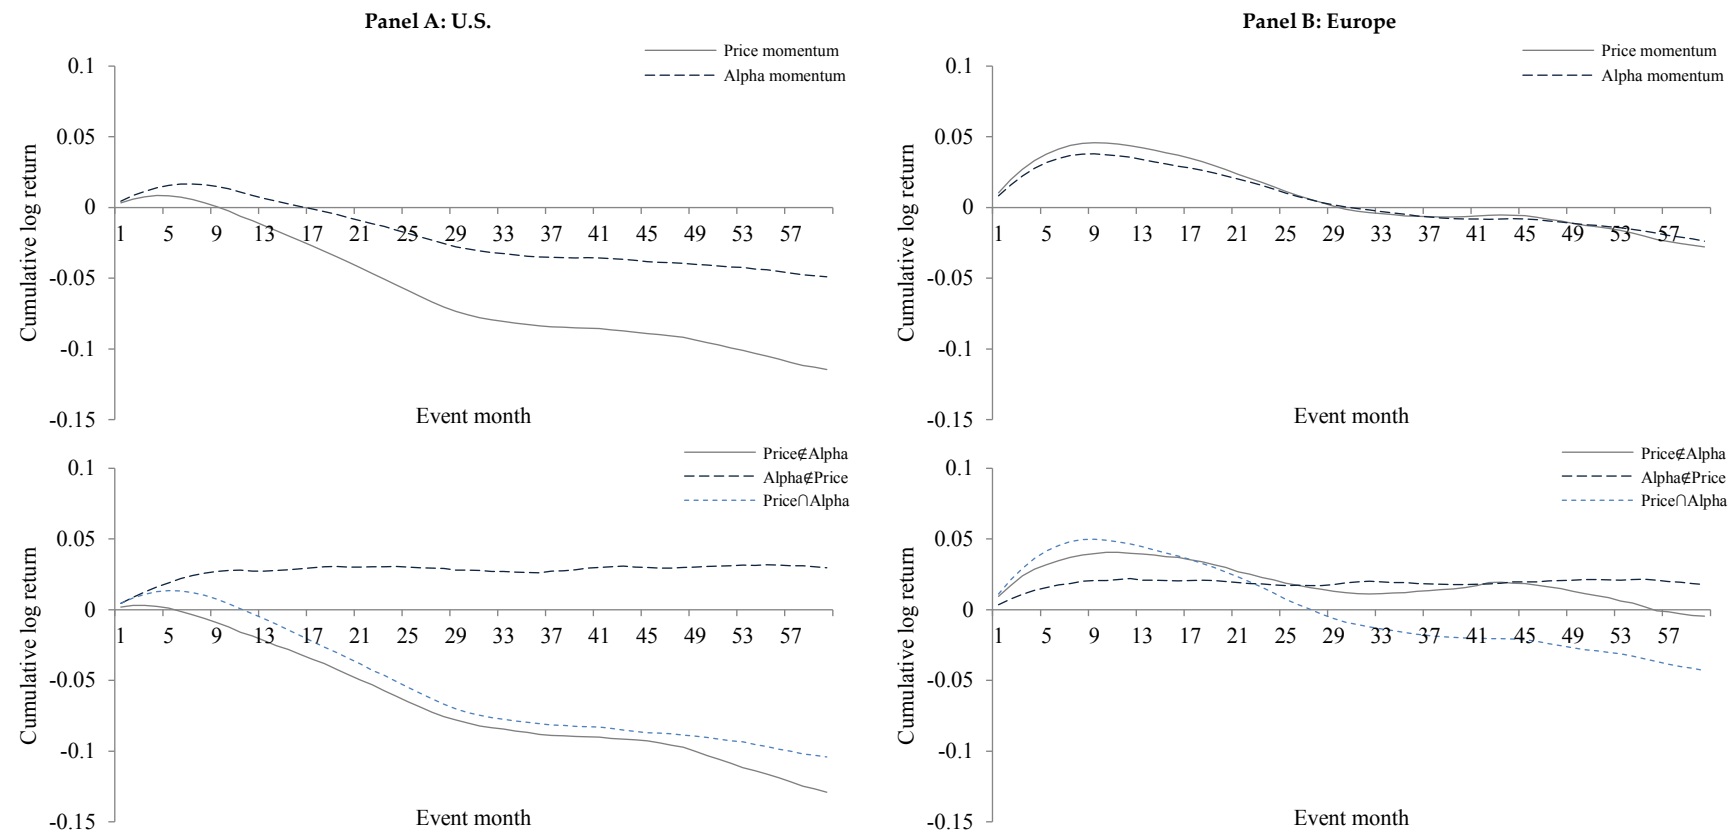 Panel A: U.S.
Price momentum
Alpha momentum
0.1
0.05
0
-0.05
-0.1
-0.15
Cumulative log return
1 5 9 13 17 21 25 29 33 37 41 45 49 53 57
Event month
Panel B: Europe
Price momentum
Alpha momentum
0.1
0.05
0
-0.05
-0.1
-0.15
Cumulative log return
1 5 9 13 17 21 25 29 33 37 41 45 49 53 57
Event month
Price∉Alpha
Alpha∉Price
Price∩Alpha
0.1
0.05
0
-0.05
-0.1
-0.15
Cumulative log return
1 5 9 13 17 21 25 29 33 37 41 45 49 53 57
Event month
Price∉Alpha
Alpha∉Price
Price∩Alpha
0.1
0.05
0
-0.05
-0.1
-0.15
Cumulative log return
1 5 9 13 17 21 25 29 33 37 41 45 49 53 57
Event month